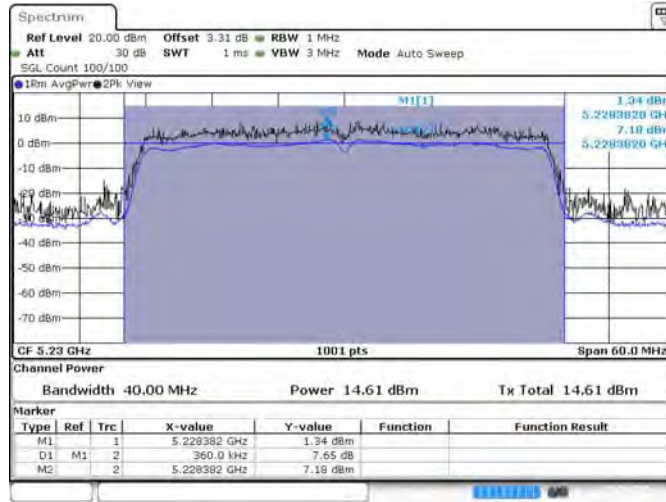 Spectrum
Ref Level 20.00 dBm Offset 3.31 dB RBW 1 MHz
Att 30 dB SWT 1 ms VBW 3 MHz Mode Auto Sweep
SGL Count 100/100
1Rm AvgPwr 2Pk View
M1[1] 1.34 dBm
5.2283820 GH
7.18 dBm
5.2283820 GH
10 dBm
0 dBm
-10 dBm
-20 dBm
-40 dBm
-50 dBm
-60 dBm
-70 dBm
CF 5.23 GHz 1001 pts Span 60.0 MHz
Channel Power
Bandwidth 40.00 MHz Power 14.61 dBm Tx Total 14.61 dBm
Marker
Type Ref Trc X-value Y-value Function Function Result
M1 1 5.228382 GHz 1.34 dBm
D1 M1 2 360.0 kHz 7.65 dB
M2 2 5.228382 GHz 7.18 dBm